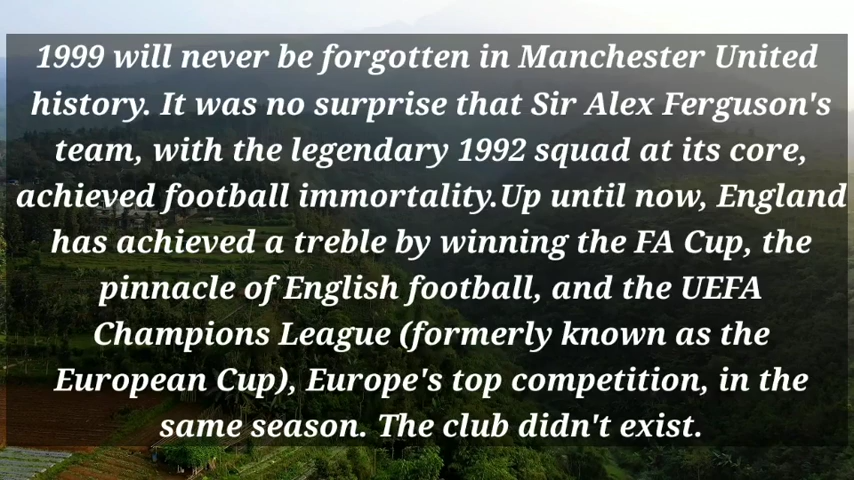 1999 will never be forgotten in Manchester United
history. It was no surprise that Sir Alex Ferguson's
team, with the legendary 1992 squad at its core,
achieved football immortality.Up until now, England
has achieved a treble by winning the FA Cup, the
pinnacle of English football, and the UEFA
Champions League (formerly known as the
European Cup), Europe's top competition, in the
same season. The club didn't exist.